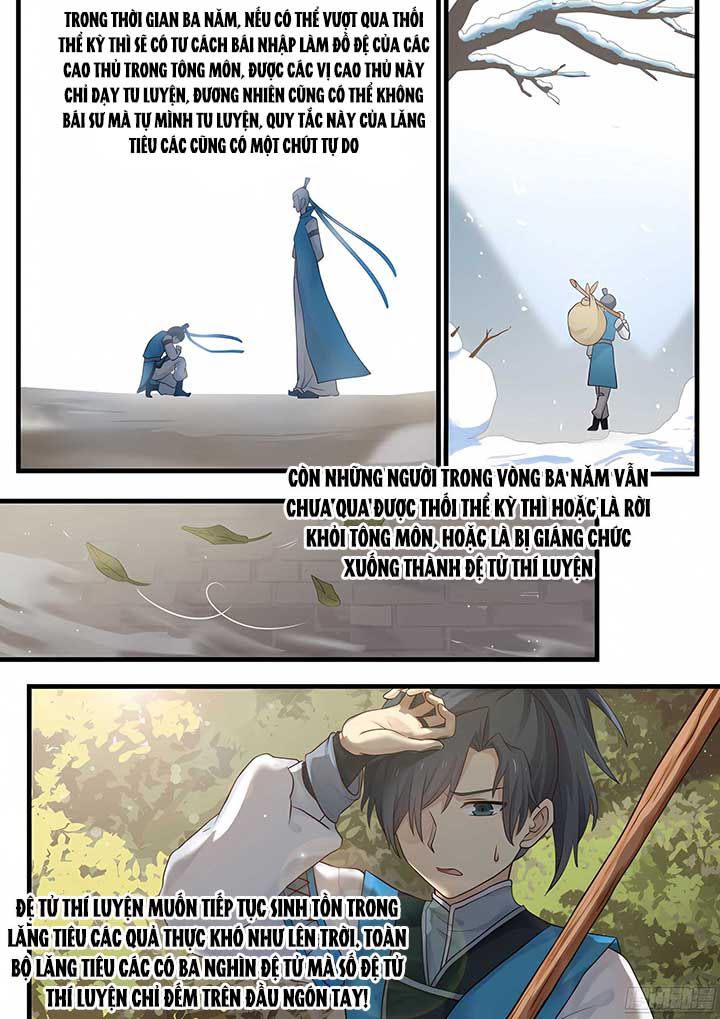 TRONG THỜI GIAN BA NĂM, NẾU CÓ THỂ VƯỢT QUA THỐI
THỂ KỲ THÌ SẼ CÓ TƯ CÁCH BÁI NHẬP LÀM ĐỒ ĐỆ CỦA CÁC
CAO THỦ TRONG TÔNG MÔN, ĐƯỢC CÁC VỊ CAO THỦ NÀY
CHỈ DẠY TU LUYỆN, ĐƯƠNG NHIÊN CŨNG CÓ THỂ KHÔNG
BÁI SƯ MÀ TỰ MÌNH TU LUYỆN, QUY TẮC NÀY CỦA LĂNG
TIÊU CÁC CŨNG CÓ MỘT CHÚT TỰ DO
CÒN NHỮNG NGƯỜI TRONG VÒNG BA NĂM VẪN
CHƯA QUA ĐƯỢC THỐI THỂ KỲ THÌ HOẶC LÀ RỜI
KHỎI TÔNG MÔN, HOẶC LÀ BỊ GIÁNG CHỨC
XUỐNG THÀNH ĐỆ TỬ THÍ LUYỆN
ĐỆ TỬ THÍ LUYỆN MUỐN TIẾP TỤC SINH TỒN TRONG
LĂNG TIÊU CÁC QUẢ THỰC KHÓ NHƯ LÊN TRỜI, TOÀN
BỘ LĂNG TIÊU CÁC CÓ BA NGHÌN ĐỆ TỬ MÀ SỐ ĐỆ TỬ
THÍ LUYỆN CHỈ ĐẾM TRÊN ĐẦU NGÓN TAY!